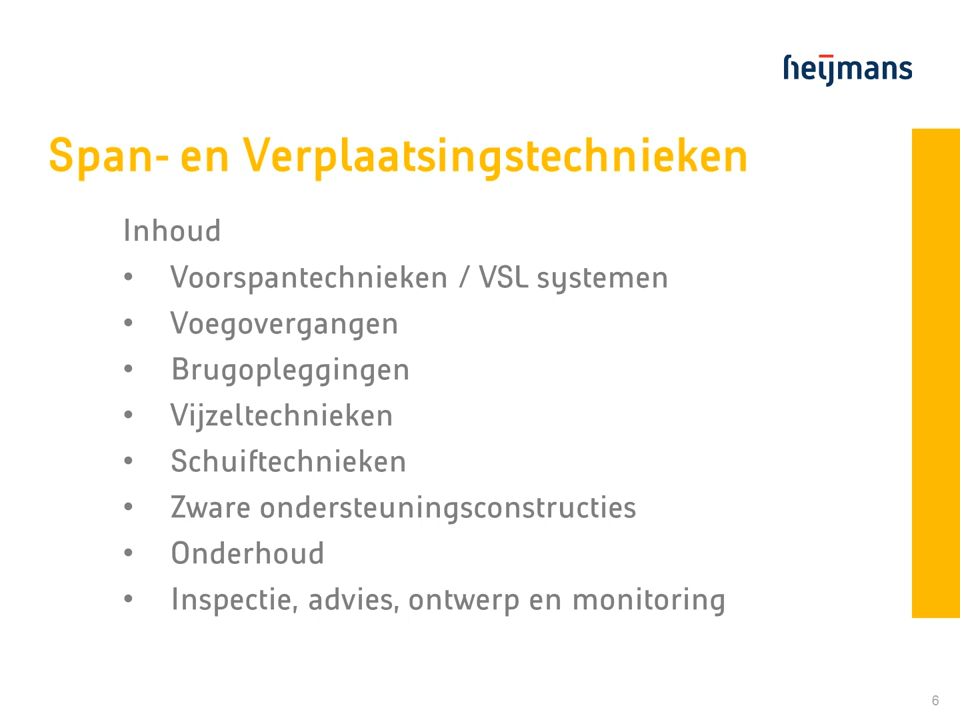 heijmans
Span- en Verplaatsingstechnieken
Inhoud
• Voorspantechnieken / VSL systemen
• Voegovergangen
• Brugopleggingen
• Vijzeltechnieken
• Schuiftechnieken
• Zware ondersteuningsconstructies
• Onderhoud
• Inspectie, advies, ontwerp en monitoring
6